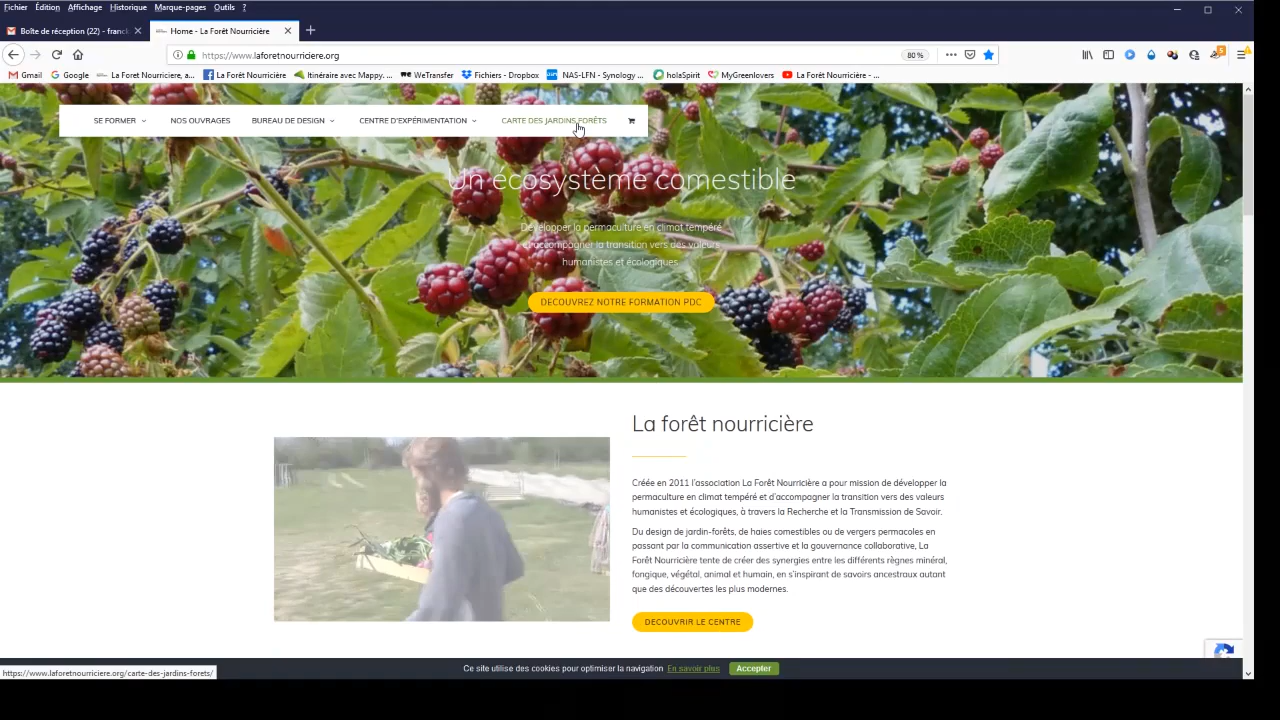 Fichier Édition Affichage Historique Marque-pages Outils ?
Boîte de réception (22) - franck
Home - La Forêt Nourricière
https://www.laforetnourriciere.org
80 %
Gmail Google La Foret Nourriciere, a... La Forêt Nourricière Itinéraire avec Mappy.... WeTransfer Fichiers - Dropbox NAS-LFN - Synology ... holaSpirit MyGreenlovers La Forêt Nourricière - ...
SE FORMER NOS OUVRAGES BUREAU DE DESIGN CENTRE D'EXPÉRIMENTATION CARTE DES JARDINS FORÊTS
Un écosystème comestible
Développer la permaculture en climat tempéré
et accompagner la transition vers des valeurs
humanistes et écologiques.
DECOUVREZ NOTRE FORMATION PDC
La forêt nourricière
Créée en 2011 l'association La Forêt Nourricière a pour mission de développer la
permaculture en climat tempéré et d'accompagner la transition vers des valeurs
humanistes et écologiques, à travers la Recherche et la Transmission de Savoir.
Du design de jardin-forêts, de haies comestibles ou de vergers permacoles en
passant par la communication assertive et la gouvernance collaborative, La
Forêt Nourricière tente de créer des synergies entre les différents règnes minéral,
fongique, végétal, animal et humain, en s'inspirant de savoirs ancestraux autant
que des découvertes les plus modernes.
DECOUVRIR LE CENTRE
Ce site utilise des cookies pour optimiser la navigation En savoir plus Accepter
https://www.laforetnourriciere.org/carte-des-jardins-forets/